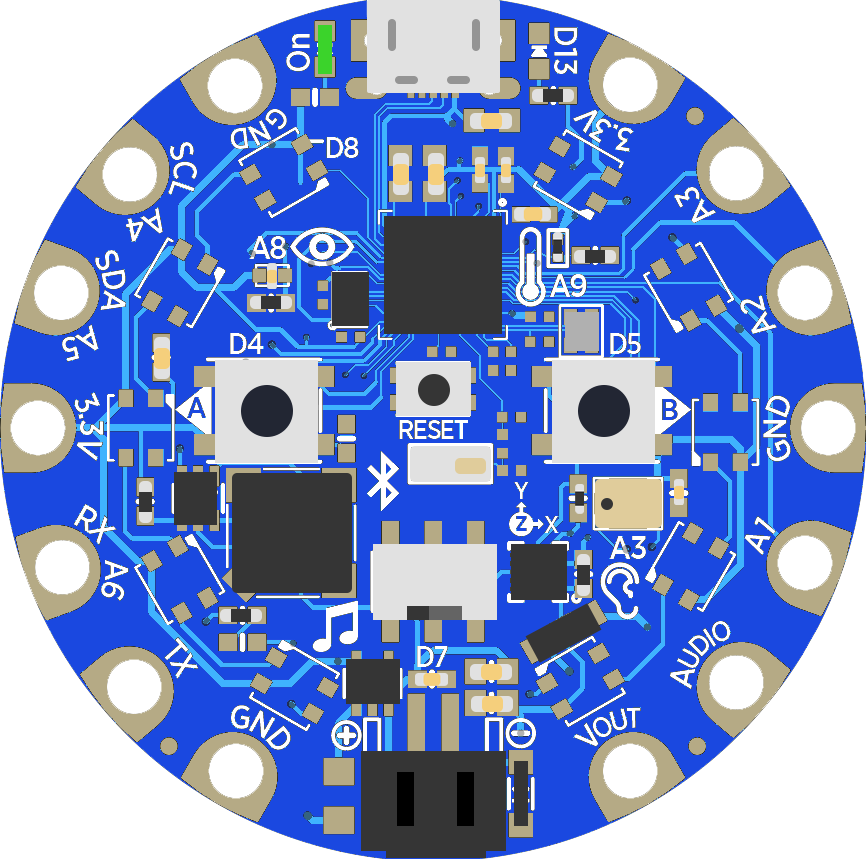 On
D13
GND
D8
3.3V
SCL
A4
A3
A8
A9
SDA
A5
A2
D4
D5
3.3V
A
B
GND
RESET
Y
Z
X
RX
A6
A3
A1
TX
D7
AUDIO
GND
VOUT